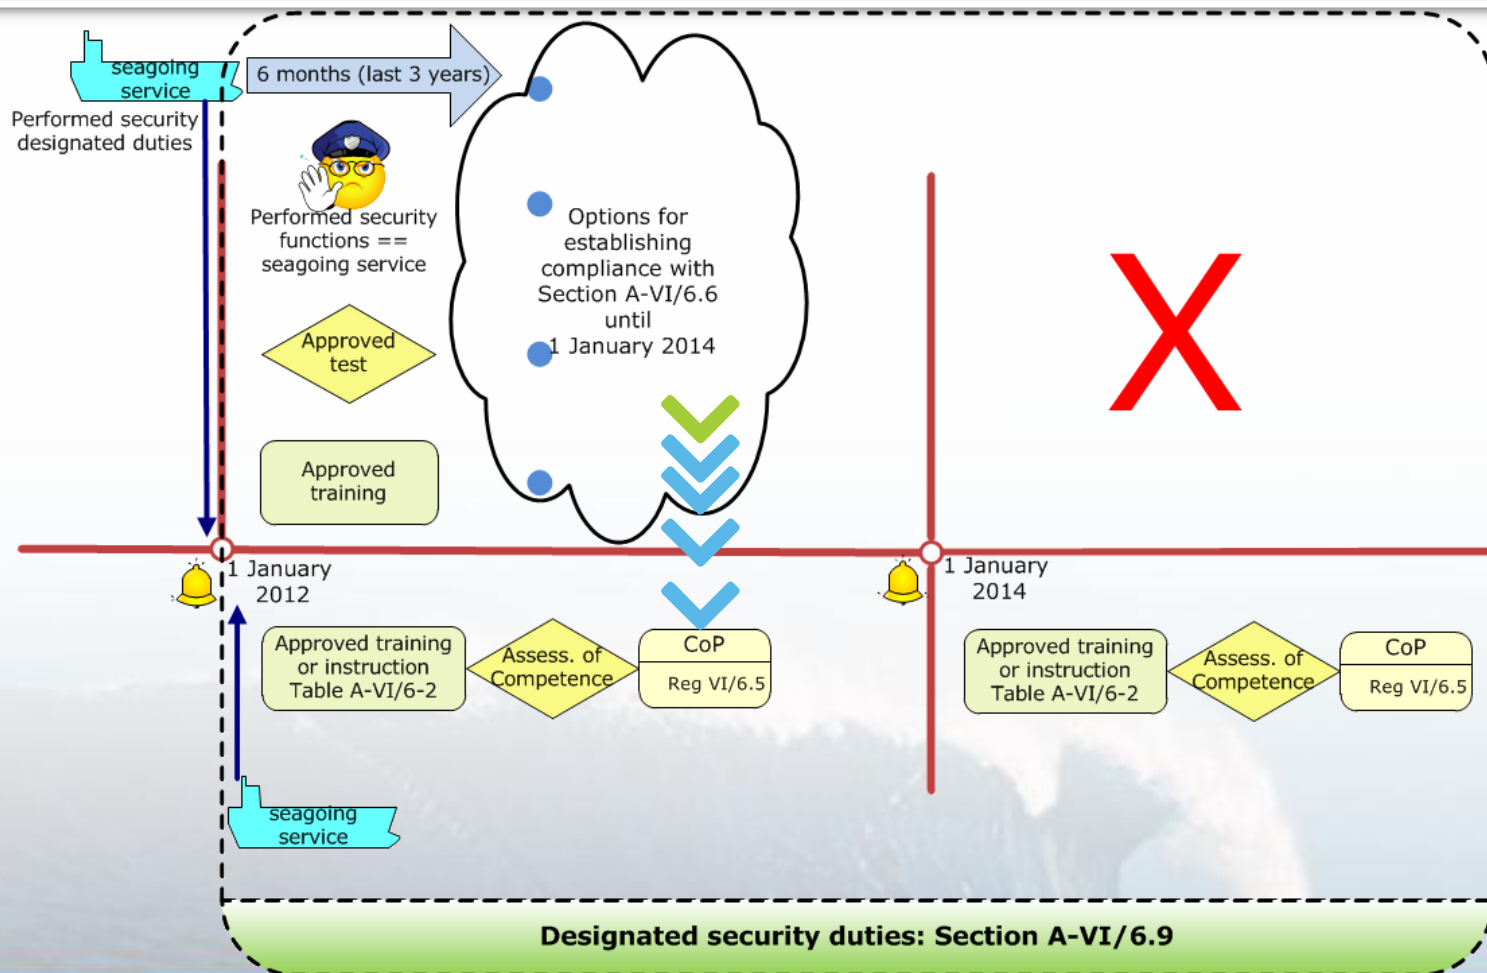 seagoing
service
6 months (last 3 years)
Performed security
designated duties
Performed security
functions ==
seagoing service
Approved
test
Approved
training
Options for
establishing
compliance with
Section A-VI/6.6
until
1 January 2014
1 January
2012
1 January
2014
Approved training
or instruction
Table A-VI/6-2
Assess. of
Competence
CoP
Reg VI/6.5
Approved training
or instruction
Table A-VI/6-2
Assess. of
Competence
CoP
Reg VI/6.5
seagoing
service
Designated security duties: Section A-VI/6.9